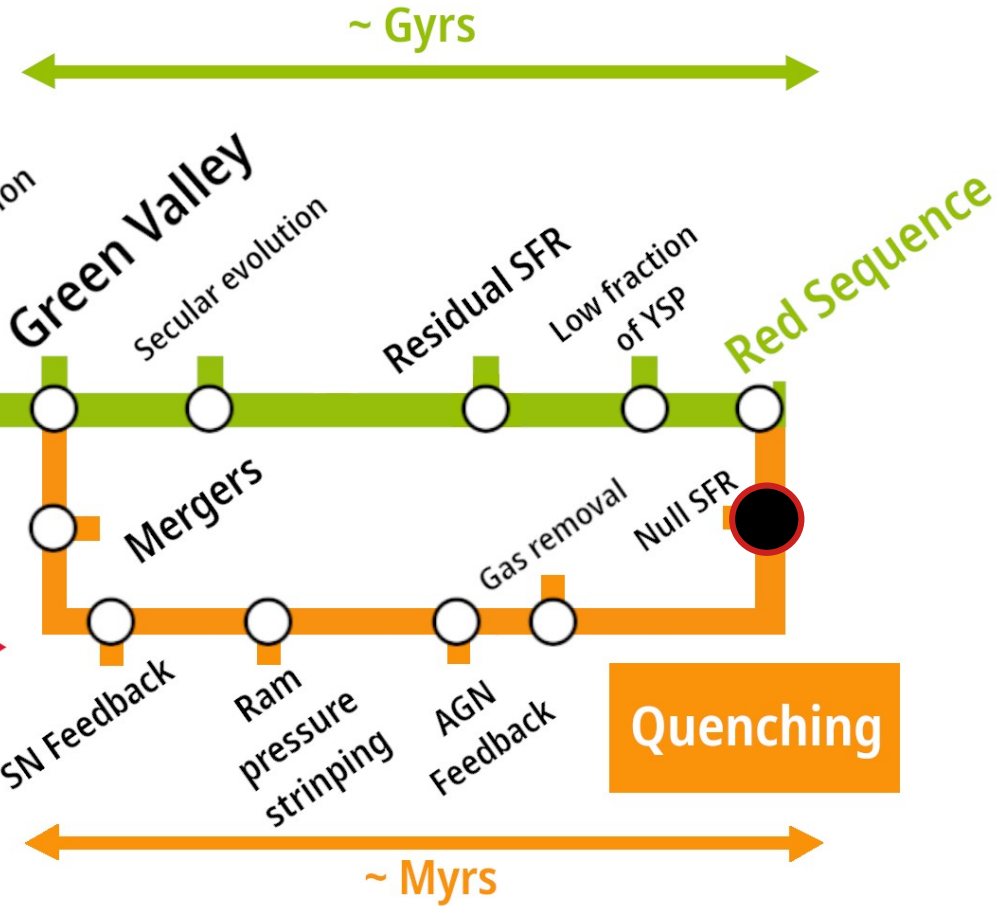 ~ Gyrs
Green Valley
Secular evolution
Residual SFR
Low fraction
of YSP
Red Sequence
Mergers
Gas removal
Null SFR
SN Feedback
Ram
pressure
strinping
AGN
Feedback
Quenching
~ Myrs